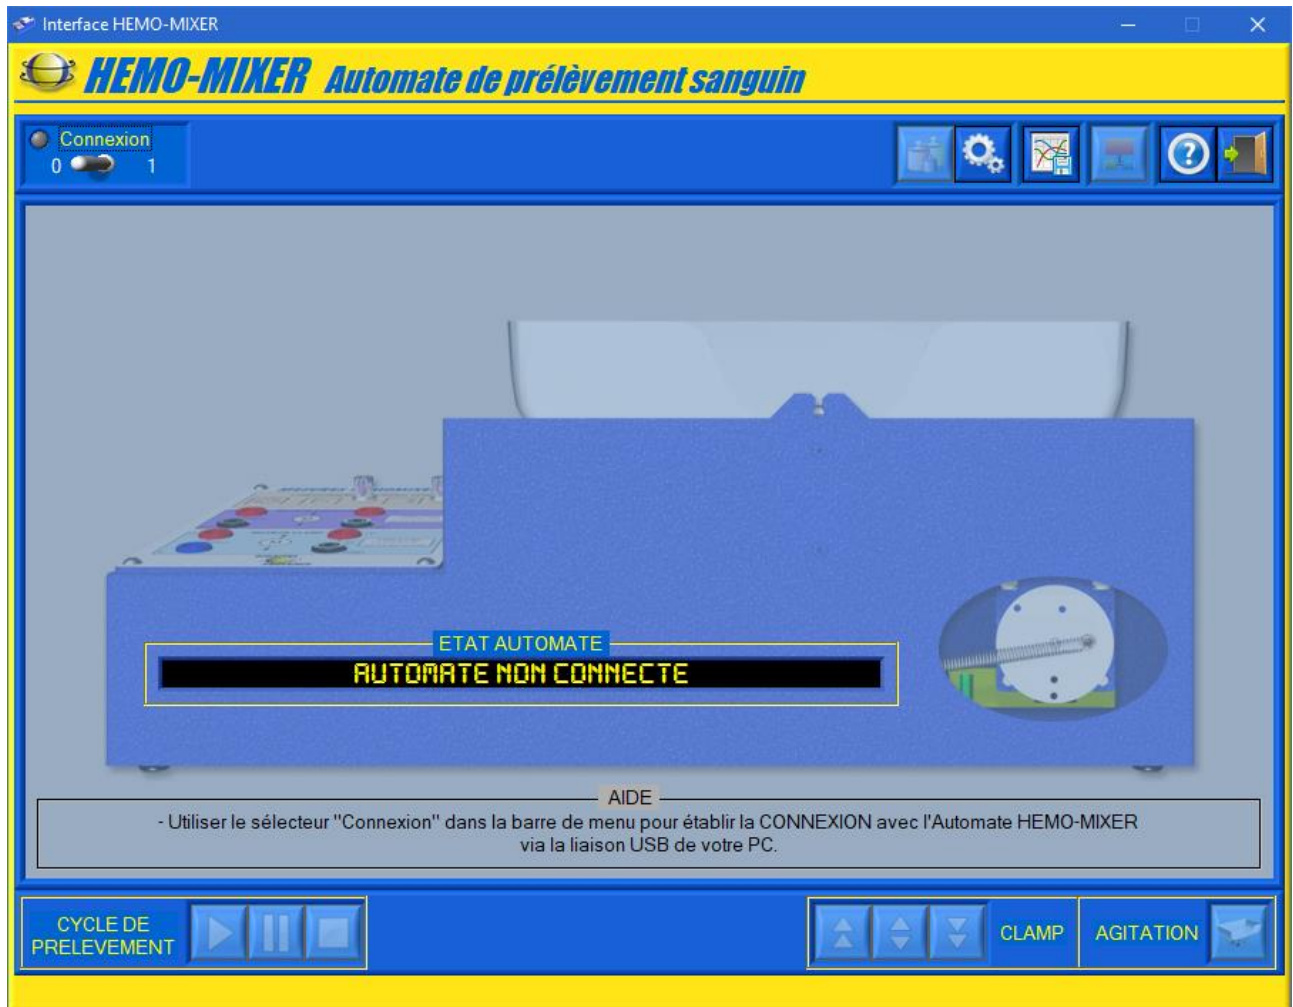 Interface HEMO-MIXER
HEMO-MIXER Automate de prélèvement sanguin
Connexion
0 1
ETAT AUTOMATE
AUTOMATE NON CONNECTE
AIDE
- Utiliser le sélecteur "Connexion" dans la barre de menu pour établir la CONNEXION avec l'Automate HEMO-MIXER
via la liaison USB de votre PC.
CYCLE DE
PRELEVEMENT
CLAMP
AGITATION